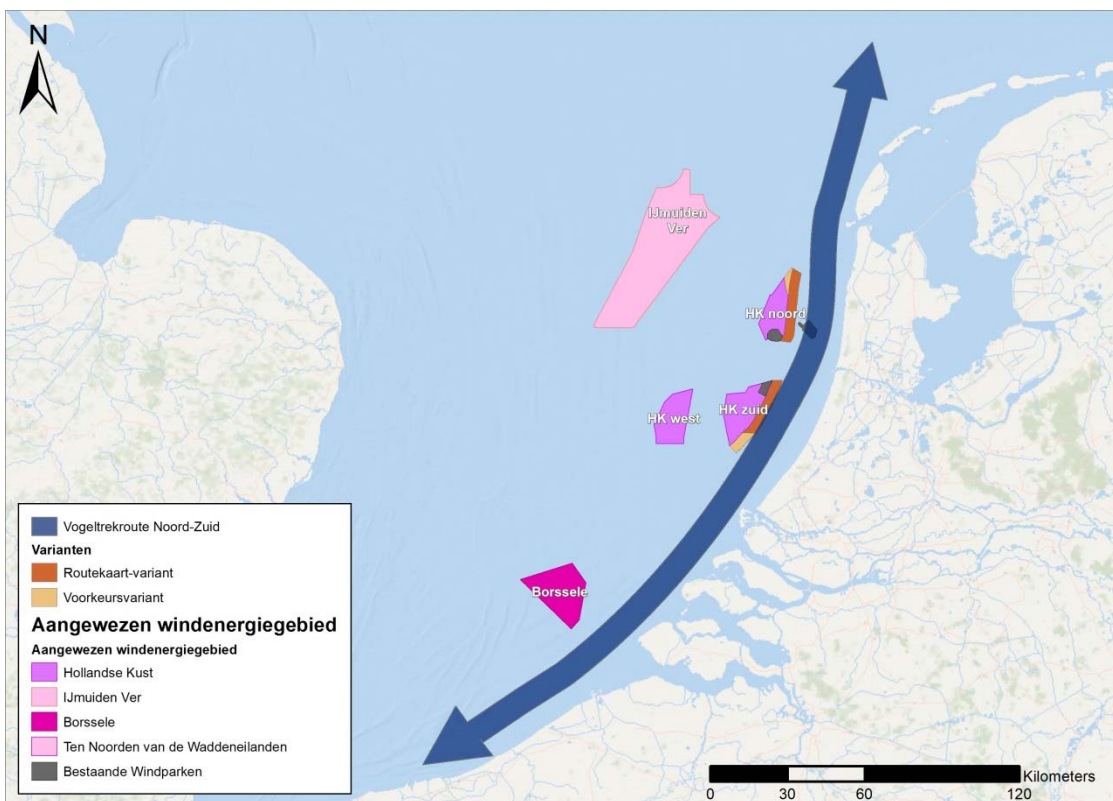 N
IJmuiden
Ver
HK noord
HK west
HK zuid
Borssele
Vogeltrekroute Noord-Zuid
Varianten
Routekaart-variant
Voorkeursvariant
Aangewezen windenergiegebied
Aangewezen windenergiegebied
Hollandse Kust
IJmuiden Ver
Borssele
Ten Noorden van de Waddeneilanden
Bestaande Windparken
Kilometers
0 30 60 120